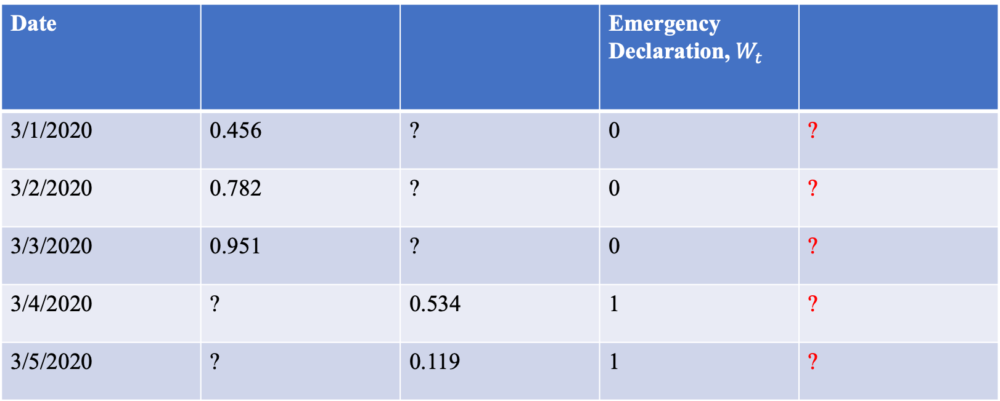 Date Emergency
Declaration, Wt
3/1/2020 0.456 ? 0 ?
3/2/2020 0.782 ? 0 ?
3/3/2020 0.951 ? 0 ?
3/4/2020 ? 0.534 1 ?
3/5/2020 ? 0.119 1 ?